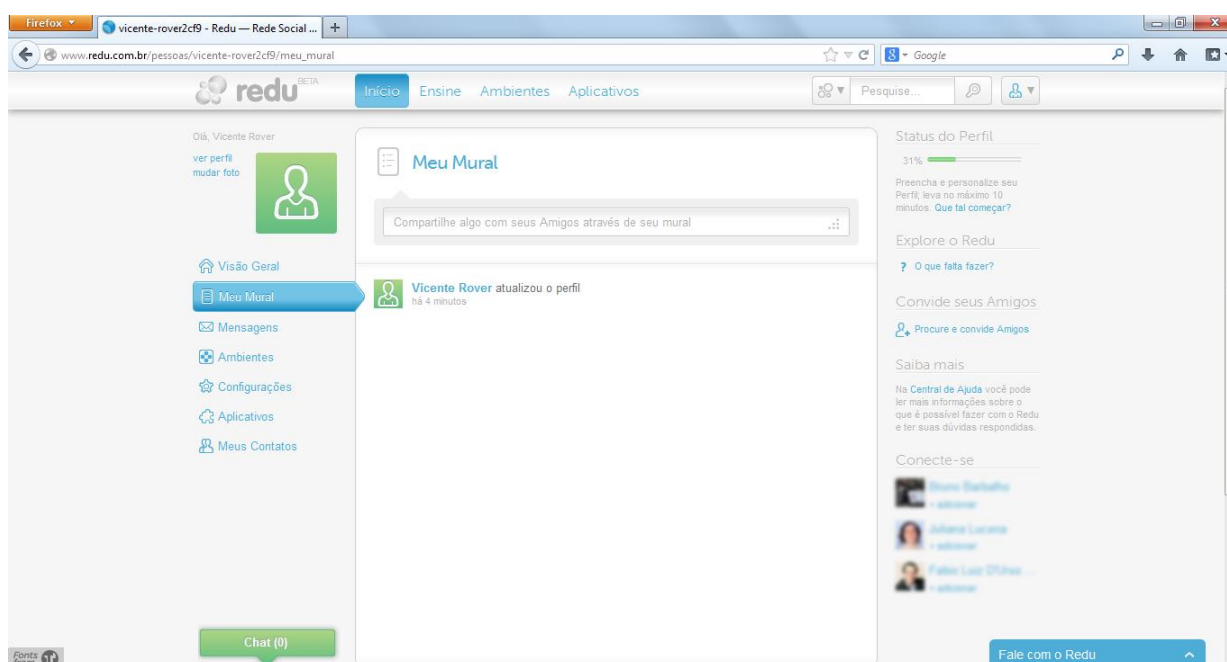 Firefox
vicente-rover2cf9 - Redu — Rede Social ...
www.redu.com.br/pessoas/vicente-rover2cf9/meu_mural
Google
redu BETA
Início Ensine Ambientes Aplicativos
Pesquise...
Olá, Vicente Rover
ver perfil
mudar foto
Visão Geral
Meu Mural
Mensagens
Ambientes
Configurações
Aplicativos
Meus Contatos
Chat (0)
Meu Mural
Compartilhe algo com seus Amigos através de seu mural
Vicente Rover atualizou o perfil
há 4 minutos
Status do Perfil
31%
Preencha e personalize seu
Perfil; leva no máximo 10
minutos. Que tal começar?
Explore o Redu
? O que falta fazer?
Convide seus Amigos
Procure e convide Amigos
Saiba mais
Na Central de Ajuda você pode
ler mais informações sobre o
que é possível fazer com o Redu
e ter suas dúvidas respondidas.
Conecte-se
+ adicionar
+ adicionar
+ adicionar
Fale com o Redu
Fonts